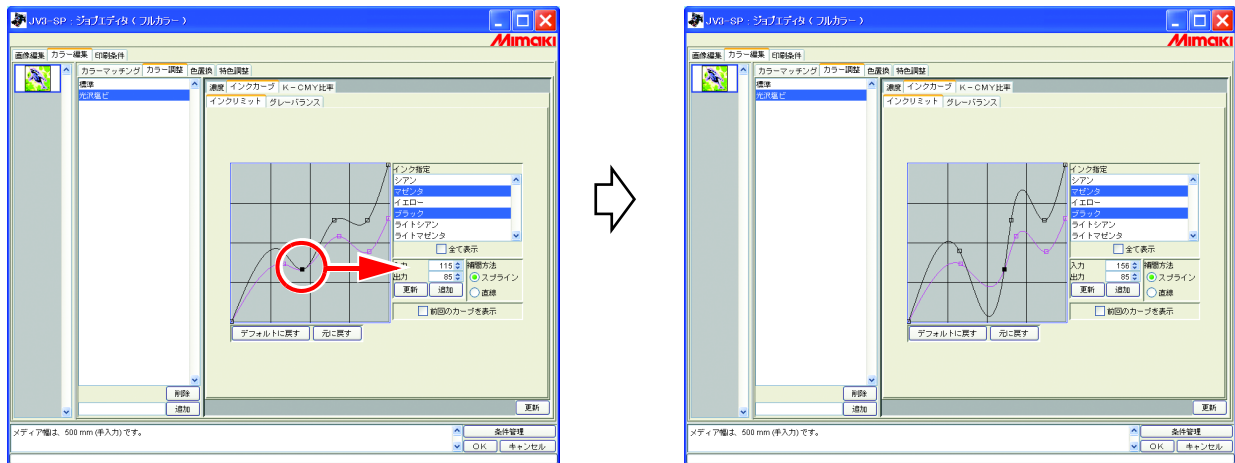 JV3-SP : ジョブエディタ ( フルカラー )
Mimaki
画像編集 カラー編集 印刷条件
カラーマッチング カラー調整 色置換 特色調整
標準
光沢塩ビ
濃度 インクカーブ K-CMY比率
インクリミット グレーバランス
インク指定
シアン
マゼンタ
イエロー
ブラック
ライトシアン
ライトマゼンタ
全て表示
入力 115 補間方法
出力 85 スプライン
更新 追加 直線
前回のカーブを表示
デフォルトに戻す 元に戻す
削除
追加 更新
メディア幅は、500 mm (手入力) です。 条件管理
OK キャンセル
JV3-SP : ジョブエディタ ( フルカラー )
Mimaki
画像編集 カラー編集 印刷条件
カラーマッチング カラー調整 色置換 特色調整
標準
光沢塩ビ
濃度 インクカーブ K-CMY比率
インクリミット グレーバランス
インク指定
シアン
マゼンタ
イエロー
ブラック
ライトシアン
ライトマゼンタ
全て表示
入力 156 補間方法
出力 85 スプライン
更新 追加 直線
前回のカーブを表示
デフォルトに戻す 元に戻す
削除
追加 更新
メディア幅は、500 mm (手入力) です。 条件管理
OK キャンセル